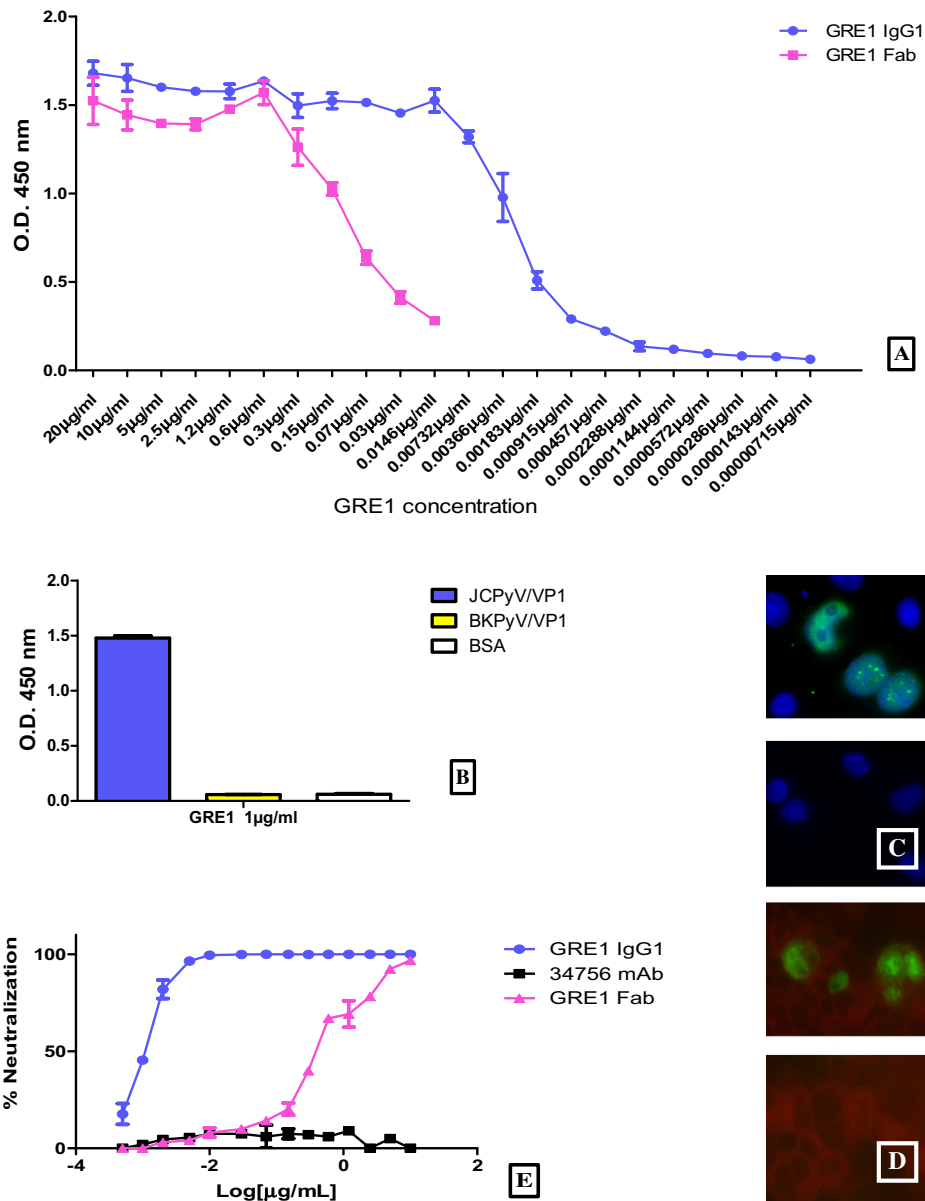 2.0
1.5
1.0
0.5
0.0
O.D. 450 nm
GRE1 IgG1
GRE1 Fab
A
20µg/ml
10µg/ml
5µg/ml
2.5µg/ml
1.2µg/ml
0.6µg/ml
0.3µg/ml
0.15µg/ml
0.07µg/ml
0.03µg/ml
0.0146µg/mll
0.00732µg/ml
0.00366µg/ml
0.00183µg/ml
0.000915µg/ml
0.000457µg/ml
0.0002288µg/ml
0.0001144µg/ml
0.0000572µg/ml
0.0000286µg/ml
0.0000143µg/ml
0.00000715µg/ml
GRE1 concentration
2.0
1.5
1.0
0.5
0.0
O.D. 450 nm
JCPyV/VP1
BKPyV/VP1
BSA
B
GRE1 1µg/ml
C
100
50
0
% Neutralization
GRE1 IgG1
34756 mAb
GRE1 Fab
-4
-2
0
2
Log[µg/mL]
E
D